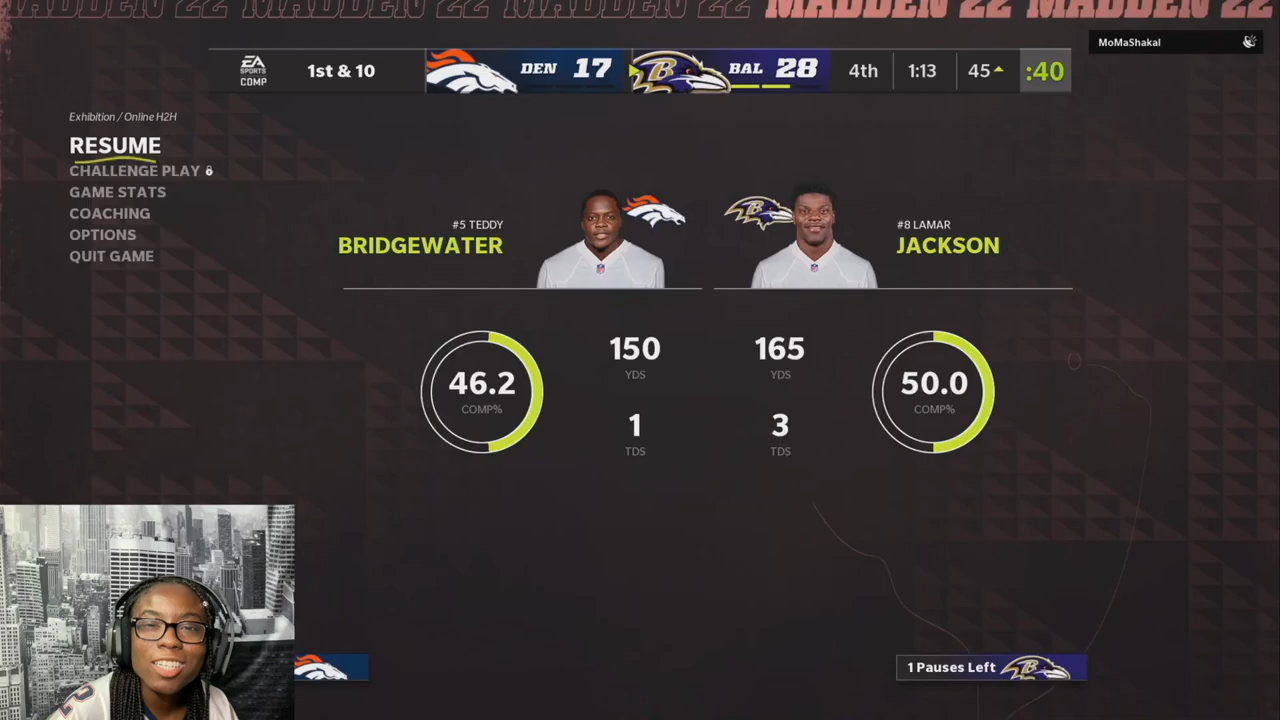 MADDEN 22 MADDEN 22 MADDEN 22 MADDEN 22 MADDEN 22
MoMaShakal
EA
SPORTS
COMP
1st & 10
DEN 17
B
BAL 28
4th
1:13
45
:40
Exhibition / Online H2H
RESUME
CHALLENGE PLAY
GAME STATS
COACHING
OPTIONS
QUIT GAME
#5 TEDDY
BRIDGEWATER
#8 LAMAR
JACKSON
46.2
COMP%
150
YDS
165
YDS
50.0
COMP%
1
TDS
3
TDS
1 Pauses Left